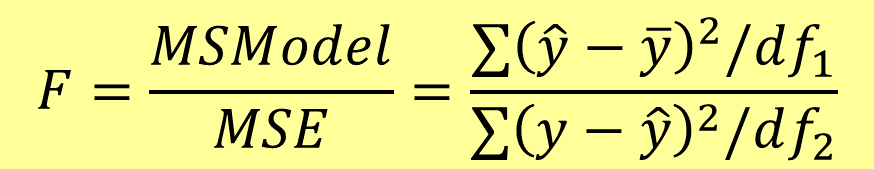 F = MSModel / MSE = ∑(ŷ − ȳ)²/df₁ / ∑(y − ŷ)²/df₂